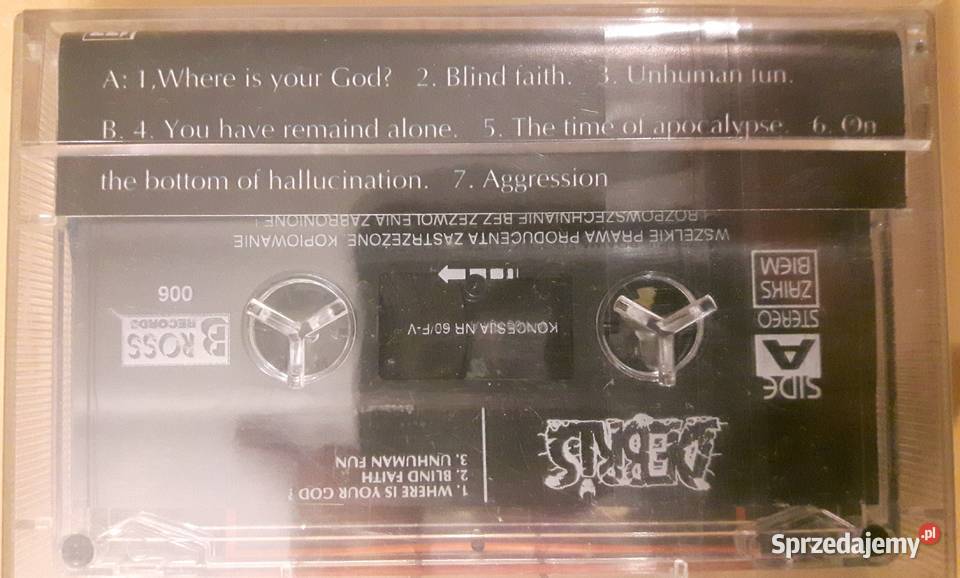 A: 1,Where is your God? 2. Blind faith. 3. Unhuman fun.
B. 4. You have remaind alone. 5. The time of apocalypse. 6. On
the bottom of hallucination. 7. Aggression
WSZELKIE PRAWA PRODUCENTA ZASTRZEŻONE KOPIOWANIE
I ROZPOWSZECHNIANIE BEZ ZEZWOLENIA ZABRONIONE!
ZAIKS
BIEM
STEREO
SIDE
A
006
B ROSS
RECORDS
KONCESJA NR 60/F-V
DEBRIS
1. WHERE IS YOUR GOD?
2. BLIND FAITH
3. UNHUMAN FUN
Sprzedajemy.pl